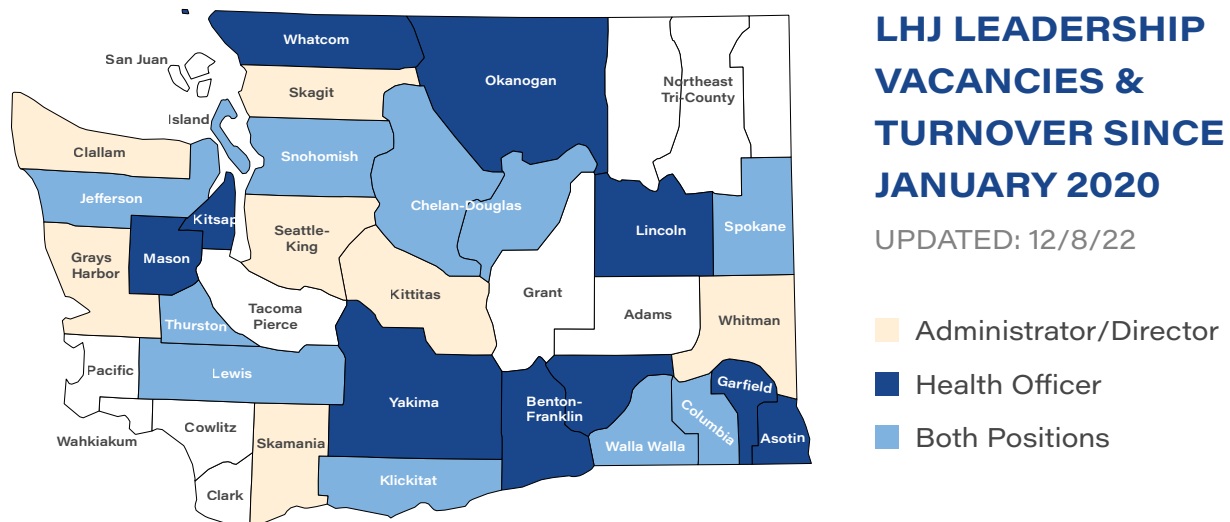 LHJ LEADERSHIP
VACANCIES &
TURNOVER SINCE
JANUARY 2020
UPDATED: 12/8/22
Administrator/Director
Health Officer
Both Positions
Whatcom
San Juan
Okanogan
Northeast
Tri-County
Skagit
Island
Clallam
Snohomish
Jefferson
Chelan-Douglas
Kitsap
Seattle-
King
Lincoln
Spokane
Grays
Harbor
Mason
Kittitas
Grant
Tacoma
Pierce
Adams
Whitman
Thurston
Pacific
Lewis
Yakima
Benton-
Franklin
Garfield
Columbia
Asotin
Walla Walla
Wahkiakum
Cowlitz
Skamania
Klickitat
Clark